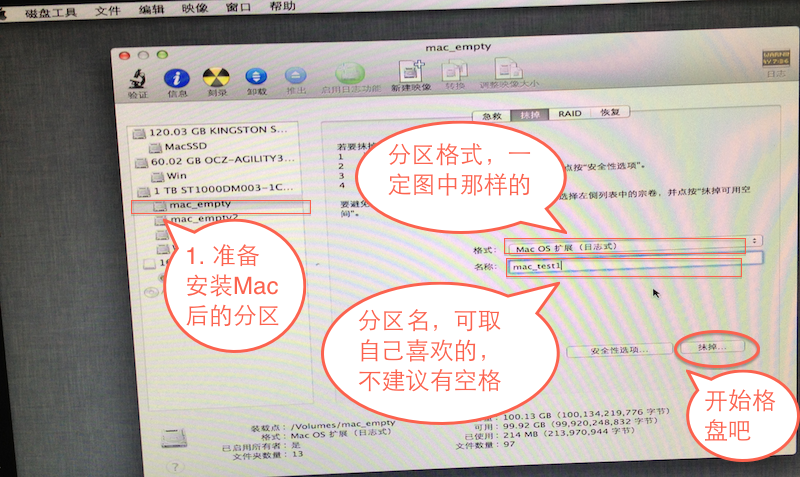 磁盘工具 文件 编辑 映像 窗口 帮助
mac_empty
验证 信息 刻录 卸载 推出 启用日志功能 新建映像 转换 调整映像大小 日志
急救 抹掉 RAID 恢复
120.03 GB KINGSTON S...
MacSSD
60.02 GB OCZ-AGILITY3...
Win
1 TB ST1000DM003-1C...
mac_empty
mac_empty2
1. 准备
安装Mac
后的分区
若要抹掉
1
2
3
4
点按“安全性选项”。
选择左侧列表中的宗卷，并点按“抹掉可用空
间”。
要避免
分区格式，一
定图中那样的
格式： Mac OS 扩展（日志式）
名称： mac_test1
分区名，可取
自己喜欢的，
不建议有空格
安全性选项... 抹掉...
开始格
盘吧
装载点：/Volumes/mac_empty
格式：Mac OS 扩展（日志式）
已启用所有者：是
文件夹数量：13
100.13 GB（100,134,219,776 字节）
可用：99.92 GB（99,920,248,832 字节）
已使用：214 MB（213,970,944 字节）
文件数量：97